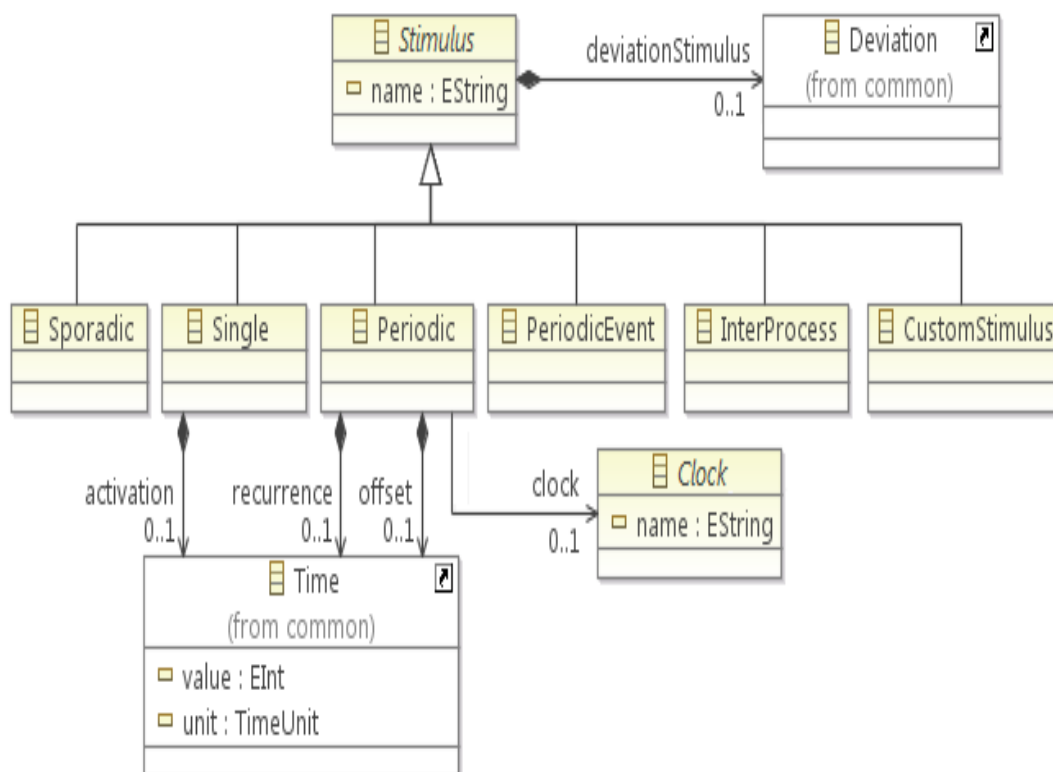 Stimulus
name : EString
deviationStimulus
0..1
Deviation
(from common)
Sporadic
Single
Periodic
PeriodicEvent
InterProcess
CustomStimulus
activation
0..1
recurrence
0..1
offset
0..1
clock
0..1
Clock
name : EString
Time
(from common)
value : EInt
unit : TimeUnit